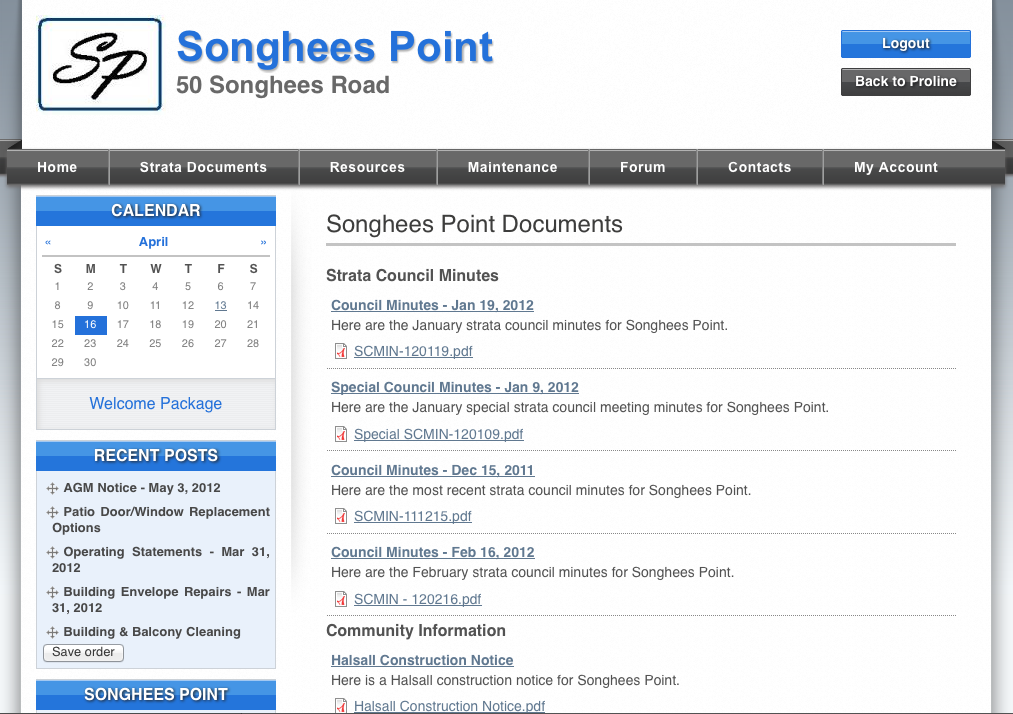 SP
Songhees Point
50 Songhees Road
Logout
Back to Proline
Home Strata Documents Resources Maintenance Forum Contacts My Account
CALENDAR
« April »
S M T W T F S
1 2 3 4 5 6 7
8 9 10 11 12 13 14
15 16 17 18 19 20 21
22 23 24 25 26 27 28
29 30
Welcome Package
RECENT POSTS
AGM Notice - May 3, 2012
Patio Door/Window Replacement
Options
Operating Statements - Mar 31,
2012
Building Envelope Repairs - Mar
31, 2012
Building & Balcony Cleaning
Save order
SONGHEES POINT
Songhees Point Documents
Strata Council Minutes
Council Minutes - Jan 19, 2012
Here are the January strata council minutes for Songhees Point.
SCMIN-120119.pdf
Special Council Minutes - Jan 9, 2012
Here are the January special strata council meeting minutes for Songhees Point.
Special SCMIN-120109.pdf
Council Minutes - Dec 15, 2011
Here are the most recent strata council minutes for Songhees Point.
SCMIN-111215.pdf
Council Minutes - Feb 16, 2012
Here are the February strata council minutes for Songhees Point.
SCMIN - 120216.pdf
Community Information
Halsall Construction Notice
Here is a Halsall construction notice for Songhees Point.
Halsall Construction Notice.pdf